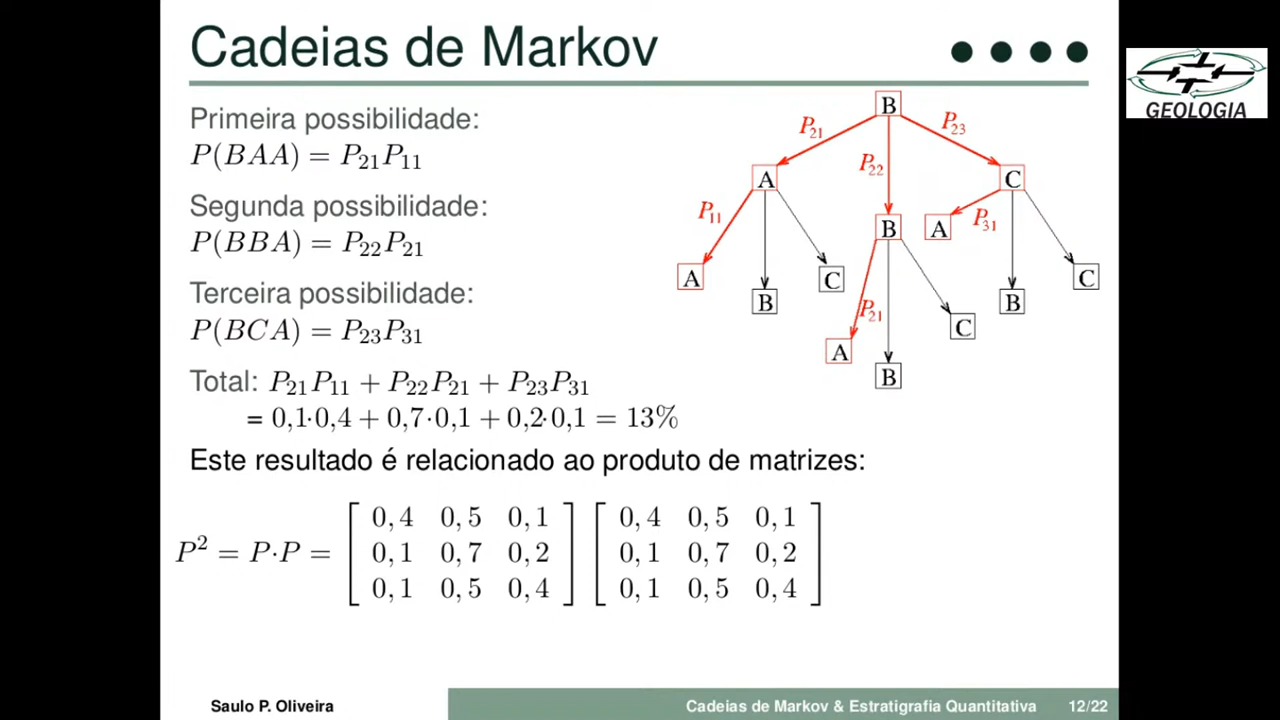 Cadeias de Markov
GEOLOGIA
Primeira possibilidade:
P(BAA) = P₂₁P₁₁
Segunda possibilidade:
P(BBA) = P₂₂P₂₁
Terceira possibilidade:
P(BCA) = P₂₃P₃₁
Total: P₂₁P₁₁ + P₂₂P₂₁ + P₂₃P₃₁
= 0,1·0,4 + 0,7·0,1 + 0,2·0,1 = 13%
B
P₂₁ P₂₂ P₂₃
A C
P₁₁ B A P₃₁
A B C P₂₁ B C
A B C
Este resultado é relacionado ao produto de matrizes:
0,4 0,5 0,1 0,4 0,5 0,1
P² = P·P = 0,1 0,7 0,2 0,1 0,7 0,2
0,1 0,5 0,4 0,1 0,5 0,4
Saulo P. Oliveira
Cadeias de Markov & Estratigrafia Quantitativa 12/22